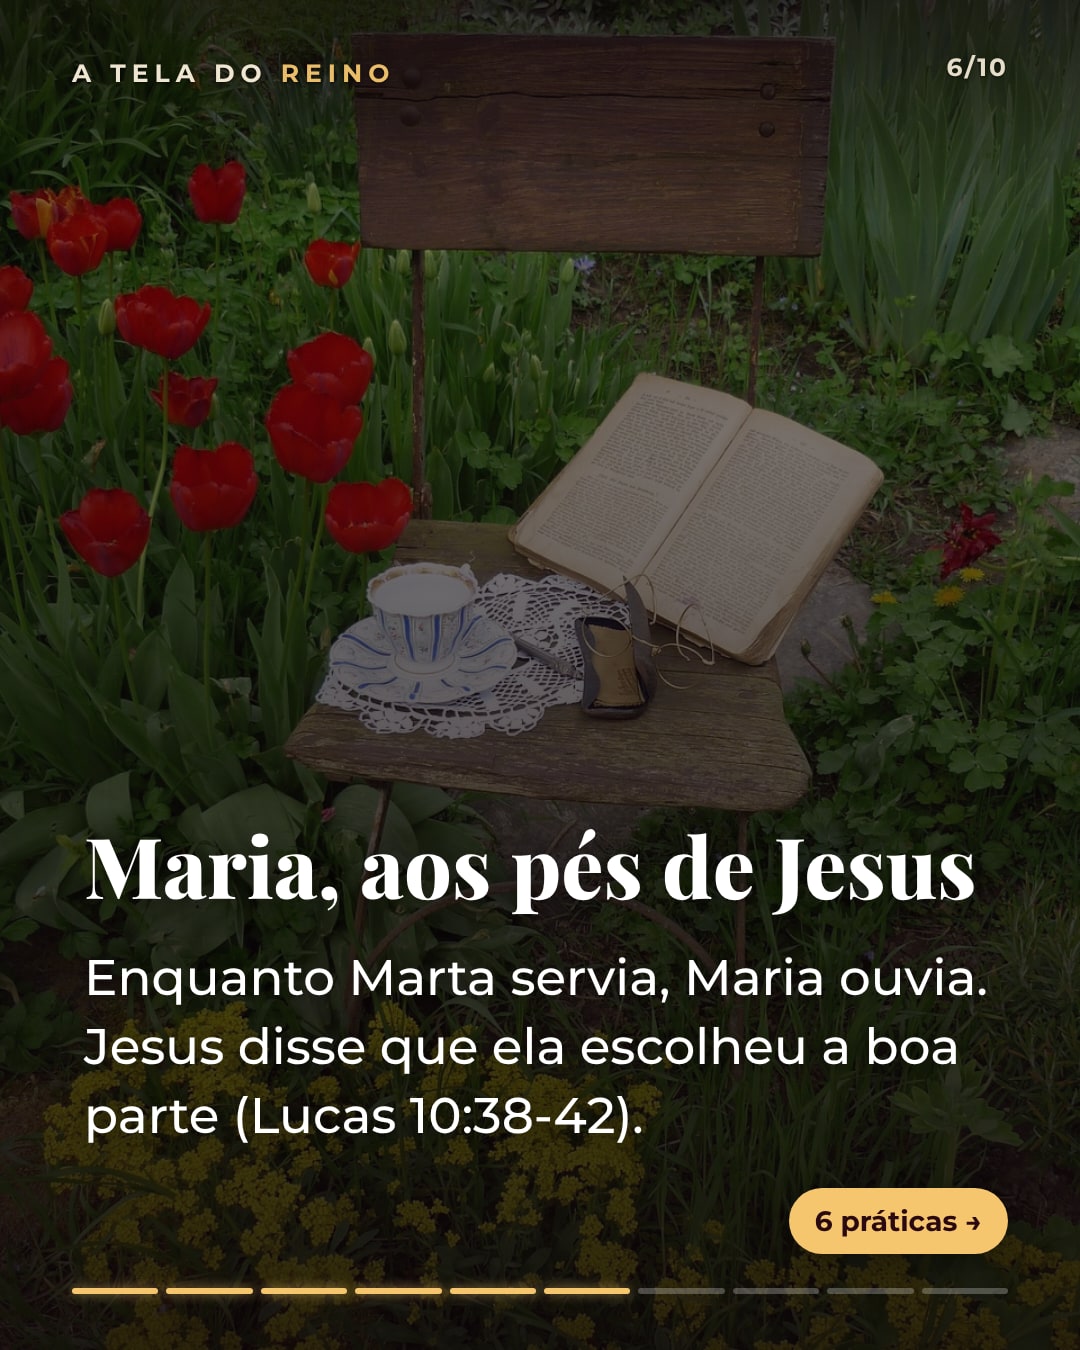 A TELA DO REINO
6/10
Maria, aos pés de Jesus
Enquanto Marta servia, Maria ouvia.
Jesus disse que ela escolheu a boa
parte (Lucas 10:38-42).
6 práticas →